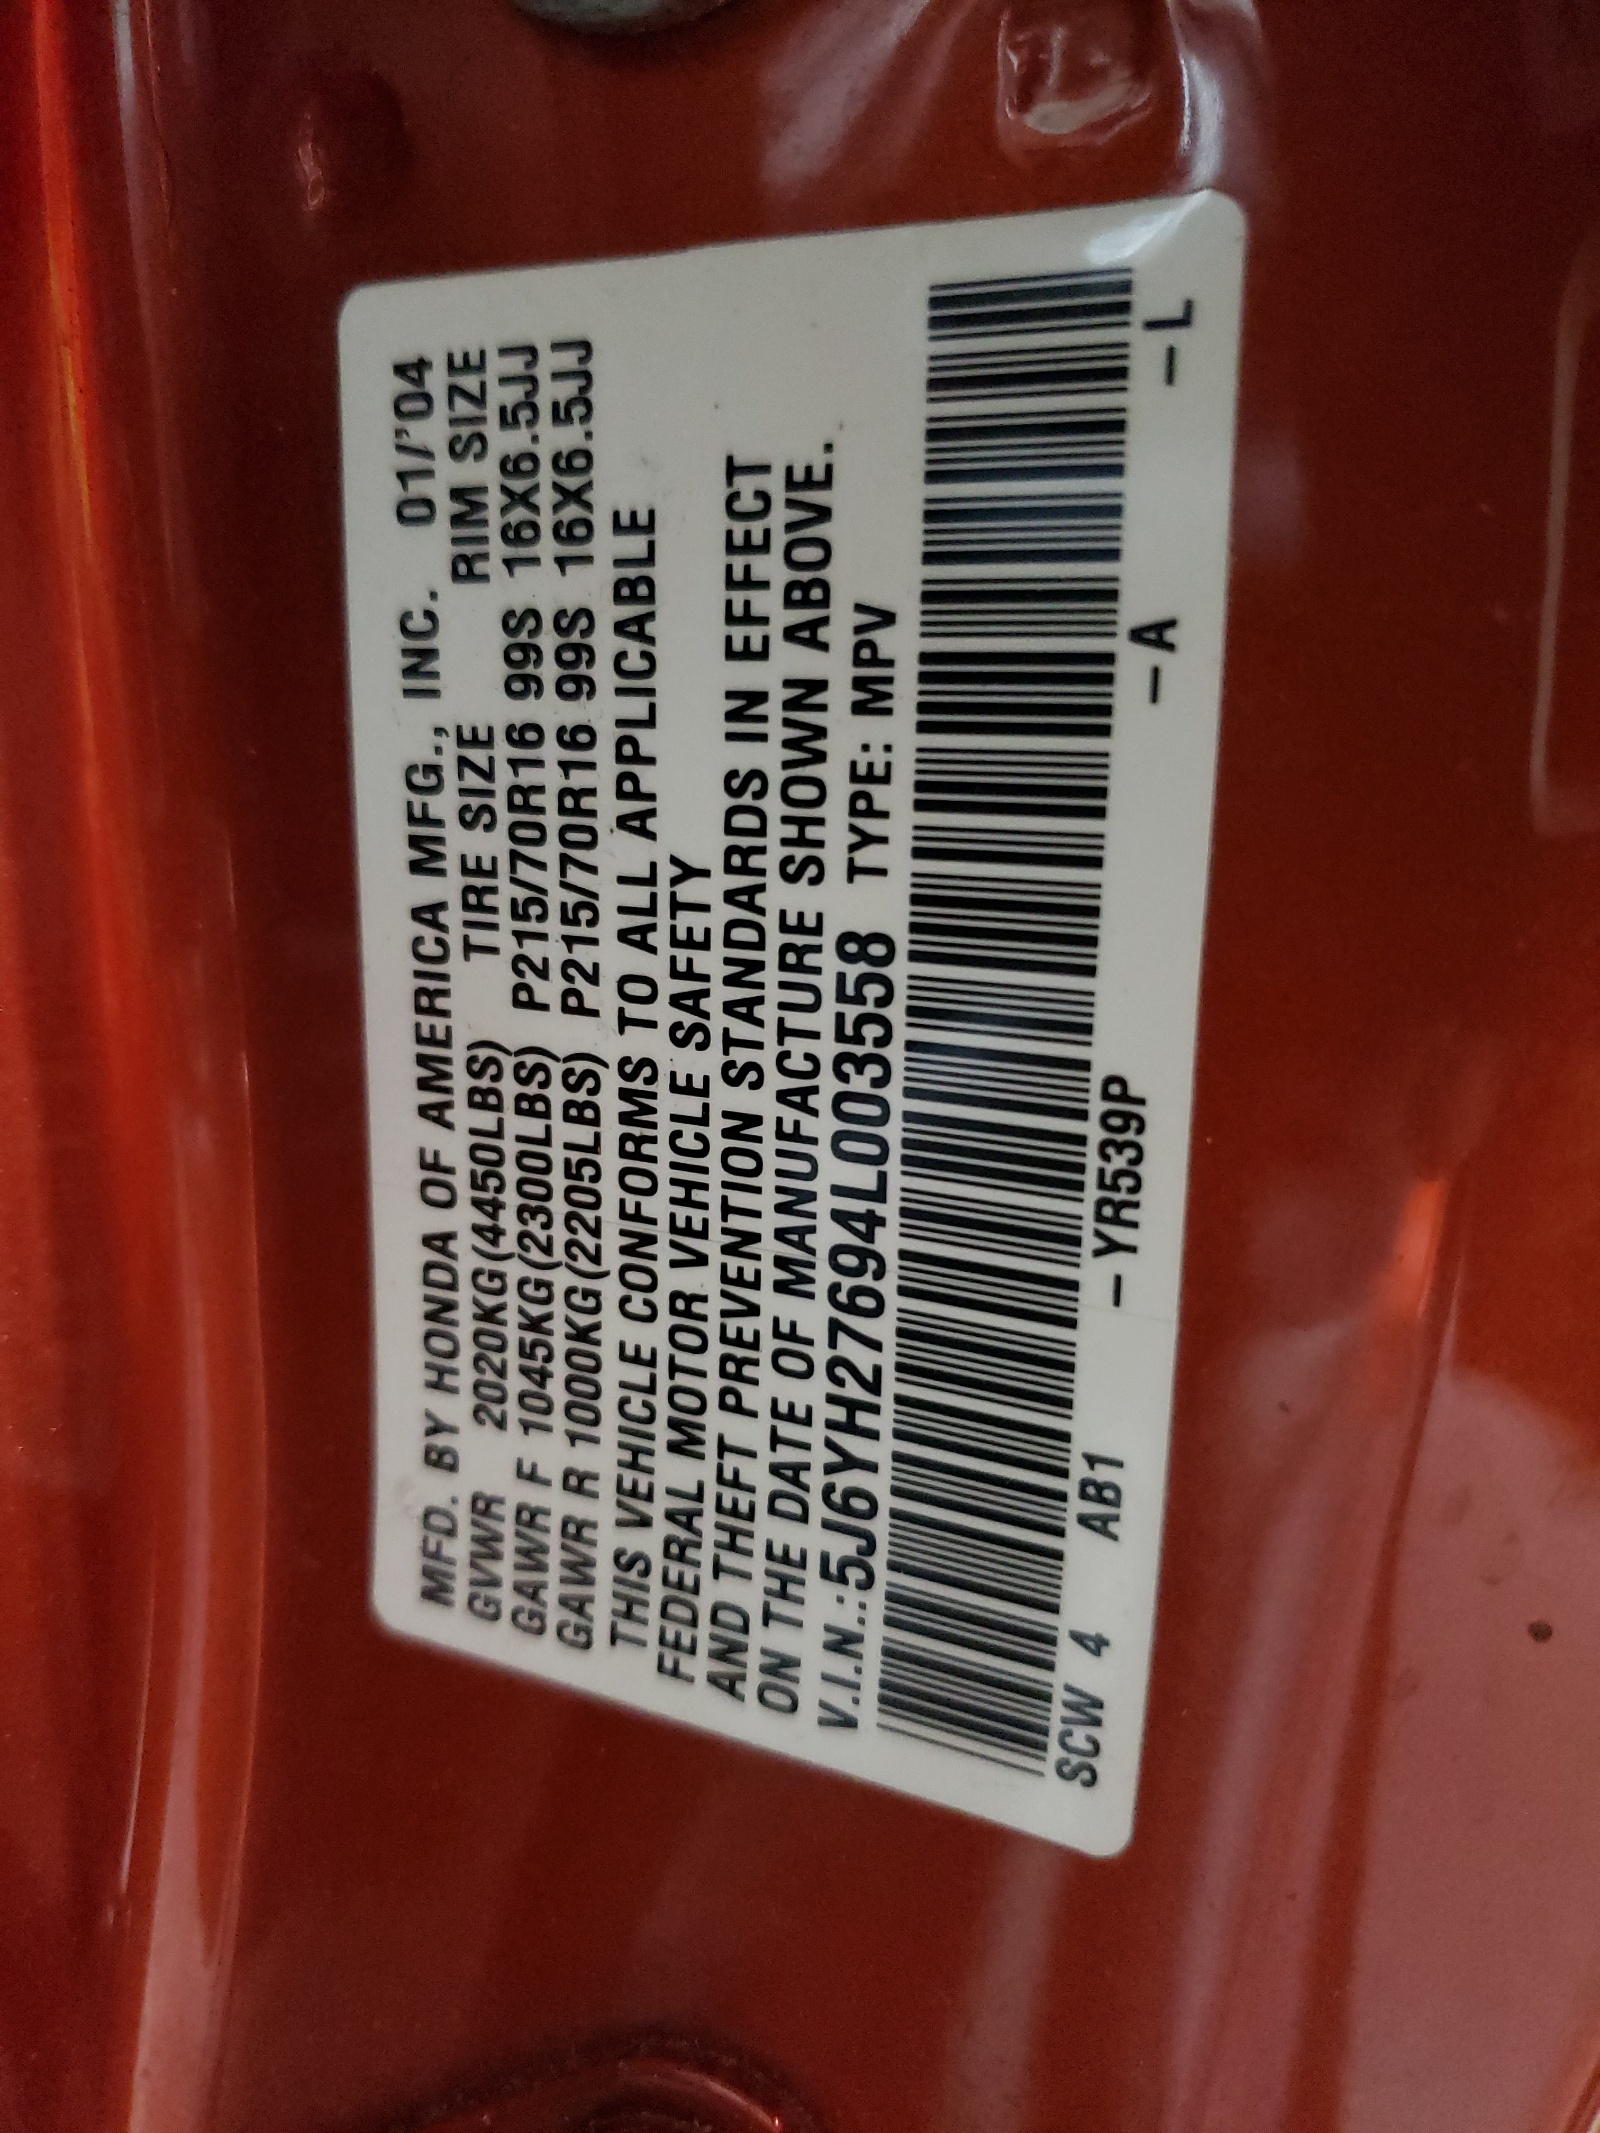 MFD. BY HONDA OF AMERICA MFG., INC. 01/'04
GVWR 2020KG(4450LBS) TIRE SIZE RIM SIZE
GAWR F 1045KG(2300LBS) P215/70R16 99S 16X6.5JJ
GAWR R 1000KG(2205LBS) P215/70R16 99S 16X6.5JJ
THIS VEHICLE CONFORMS TO ALL APPLICABLE
FEDERAL MOTOR VEHICLE SAFETY
AND THEFT PREVENTION STANDARDS IN EFFECT
ON THE DATE OF MANUFACTURE SHOWN ABOVE.
V.I.N.:5J6YH27694L003558 TYPE: MPV
SCW 4 AB1 –YR539P –A –L